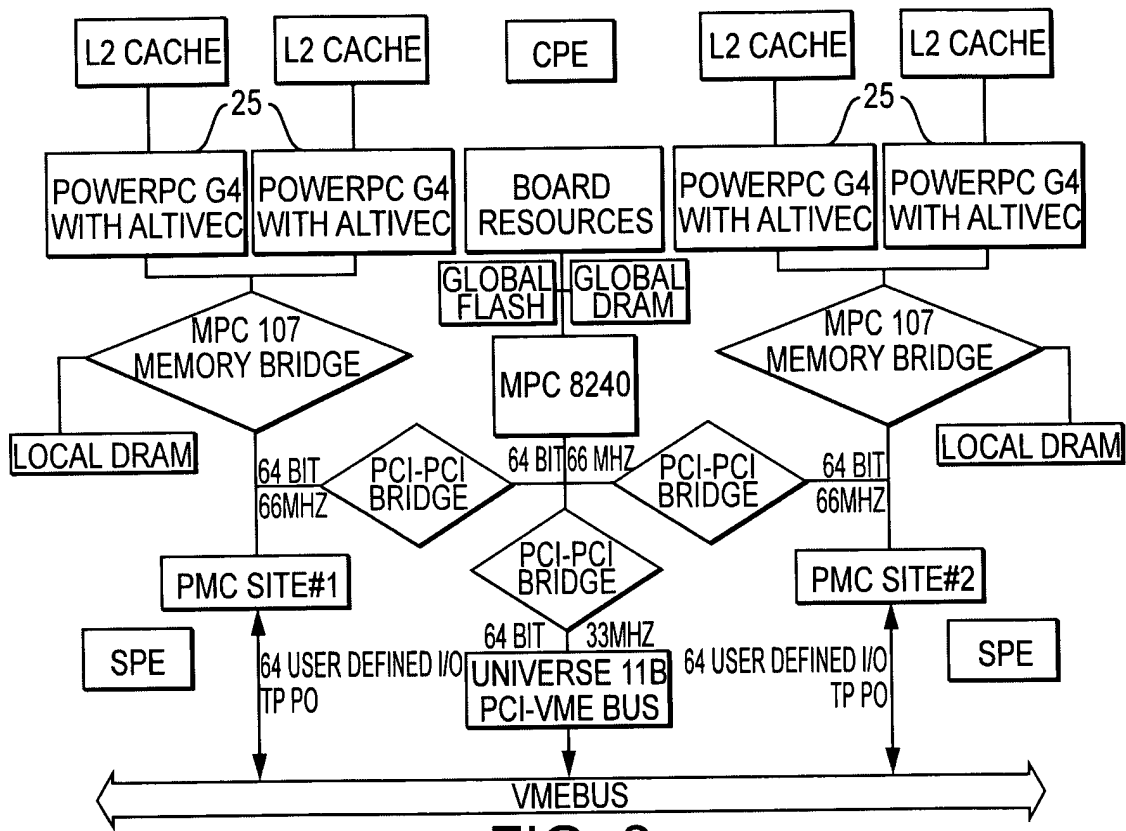 L2 CACHE
L2 CACHE
CPE
L2 CACHE
L2 CACHE
25
25
POWERPC G4
WITH ALTIVEC
POWERPC G4
WITH ALTIVEC
BOARD
RESOURCES
POWERPC G4
WITH ALTIVEC
POWERPC G4
WITH ALTIVEC
GLOBAL
FLASH
GLOBAL
DRAM
MPC 107
MEMORY BRIDGE
MPC 8240
MPC 107
MEMORY BRIDGE
LOCAL DRAM
LOCAL DRAM
64 BIT
66MHZ
PCI-PCI
BRIDGE
64 BIT
66 MHZ
PCI-PCI
BRIDGE
64 BIT
66MHZ
PCI-PCI
BRIDGE
PMC SITE#1
PMC SITE#2
64 BIT
33MHZ
SPE
64 USER DEFINED I/O
TP PO
UNIVERSE 11B
PCI-VME BUS
64 USER DEFINED I/O
TP PO
SPE
VMEBUS